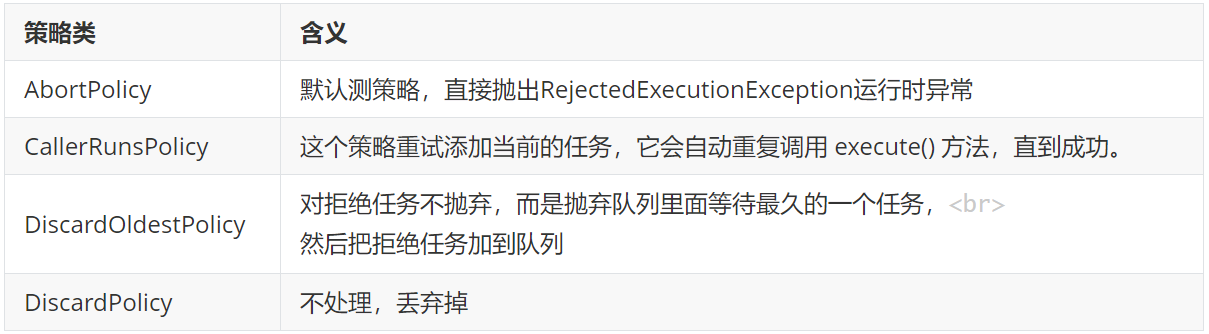 策略类 含义
AbortPolicy 默认测策略，直接抛出RejectedExecutionException运行时异常
CallerRunsPolicy 这个策略重试添加当前的任务，它会自动重复调用 execute() 方法，直到成功。
DiscardOldestPolicy 对拒绝任务不抛弃，而是抛弃队列里面等待最久的一个任务，<br>
然后把拒绝任务加到队列
DiscardPolicy 不处理，丢弃掉